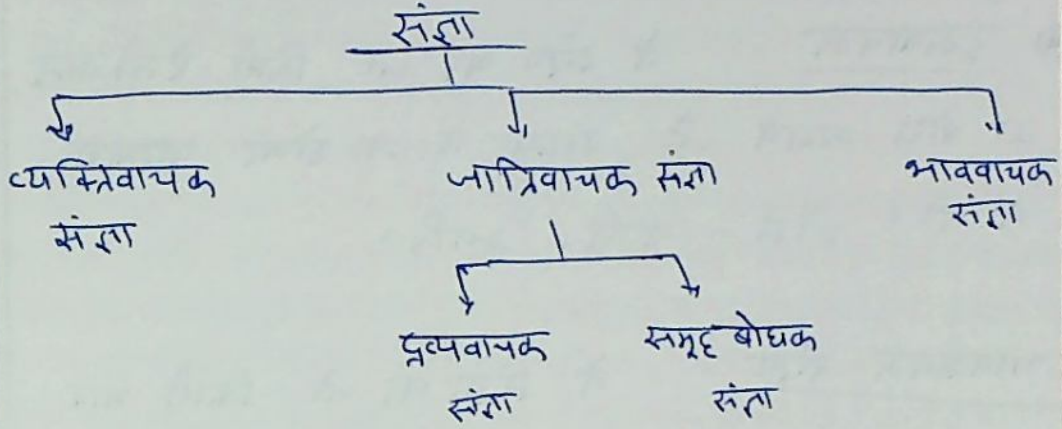 संज्ञा
व्यक्तिवाचक संज्ञा
जातिवाचक संज्ञा
भाववाचक संज्ञा
द्रव्यवाचक संज्ञा
समूह बोधक संज्ञा